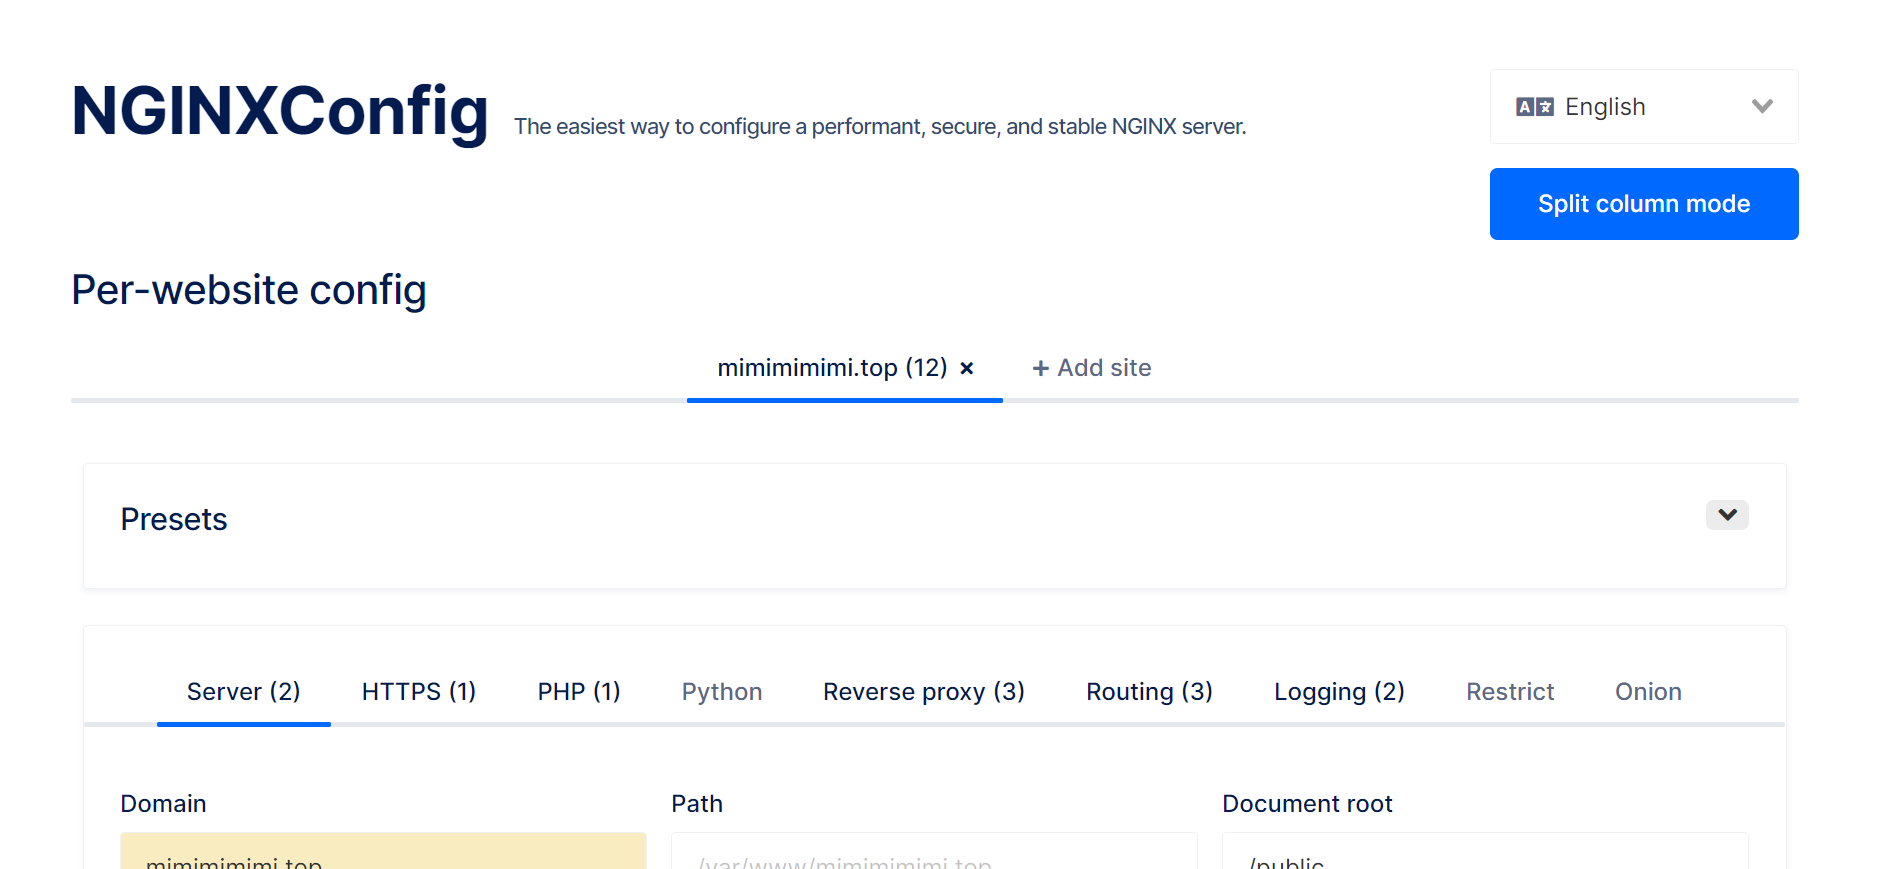 NGINXConfig The easiest way to configure a performant, secure, and stable NGINX server.
English
Split column mode
Per-website config
mimimimimi.top (12) × + Add site
Presets
Server (2) HTTPS (1) PHP (1) Python Reverse proxy (3) Routing (3) Logging (2) Restrict Onion
Domain Path Document root
mimimimimi.top /var/www/mimimimimi.top /public